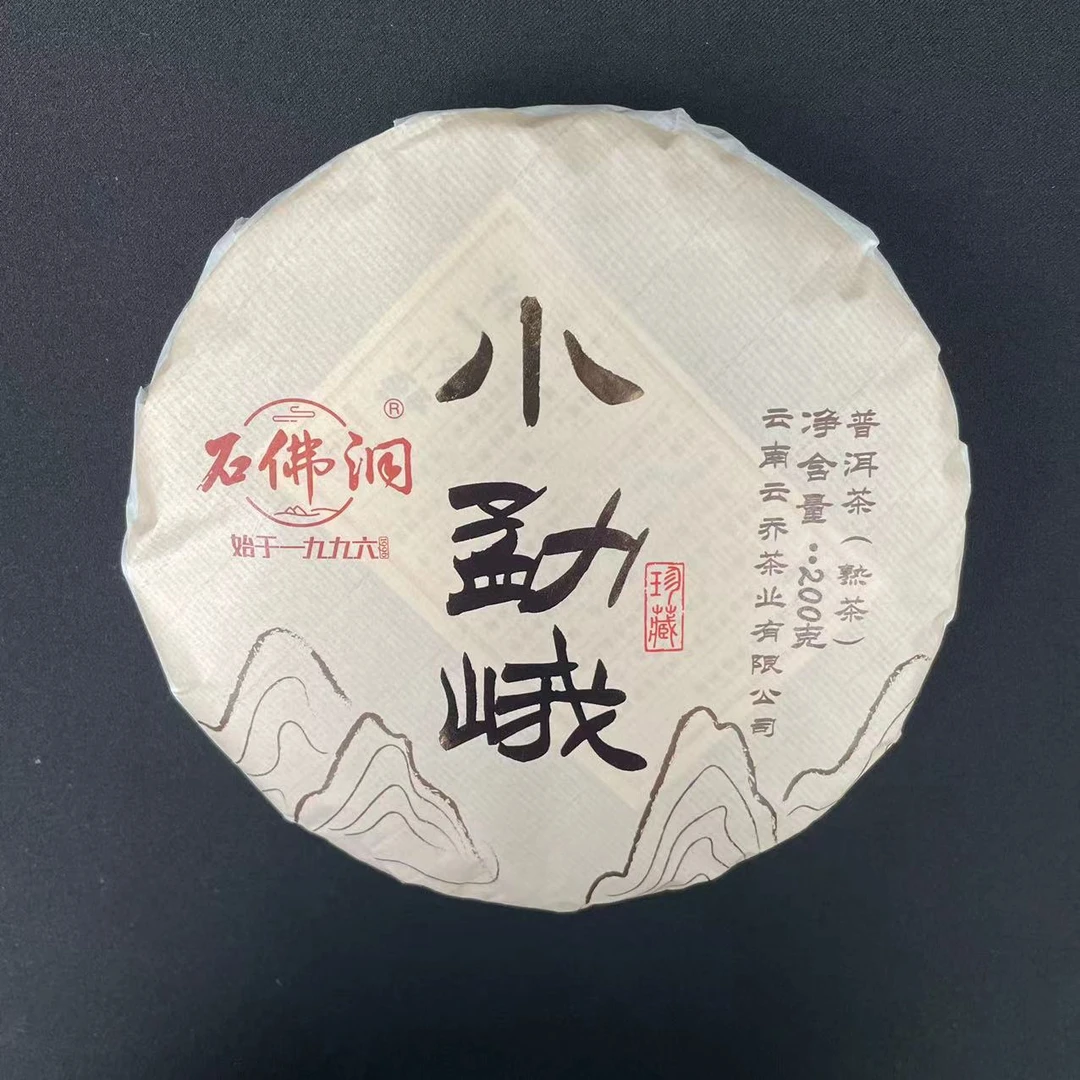 小勐峨
珍藏
石佛洞
®
始于一九九六
普洱茶（熟茶）
净含量：200克
云南云乔茶业有限公司